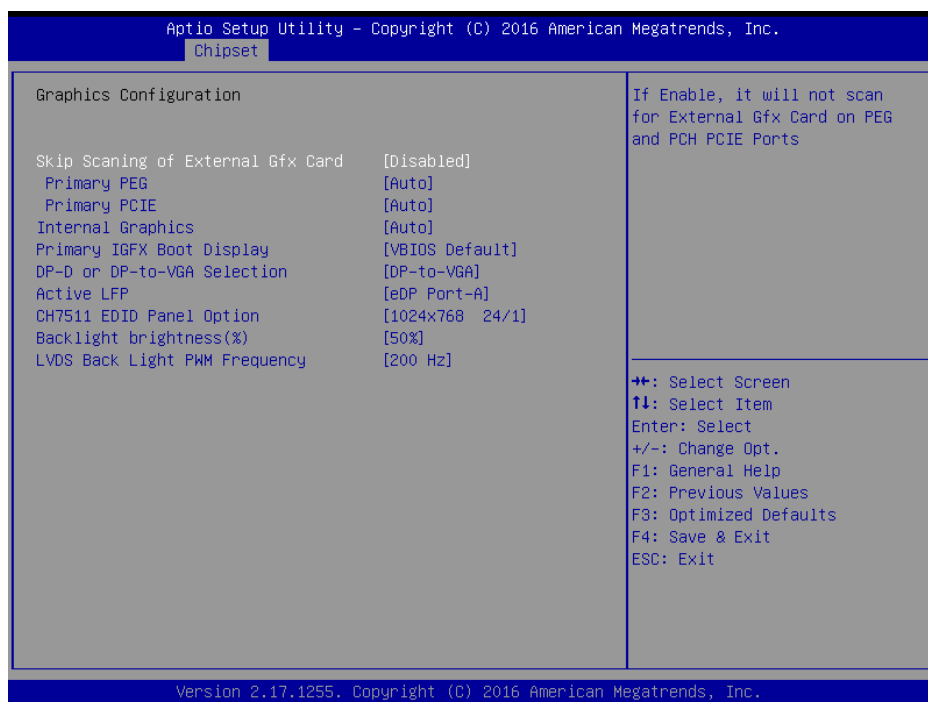 Aptio Setup Utility – Copyright (C) 2016 American Megatrends, Inc.
Chipset
Graphics Configuration
Skip Scaning of External Gfx Card [Disabled]
Primary PEG [Auto]
Primary PCIE [Auto]
Internal Graphics [Auto]
Primary IGFX Boot Display [VBIOS Default]
DP-D or DP-to-VGA Selection [DP-to-VGA]
Active LFP [eDP Port-A]
CH7511 EDID Panel Option [1024x768 24/1]
Backlight brightness(%) [50%]
LVDS Back Light PWM Frequency [200 Hz]
If Enable, it will not scan
for External Gfx Card on PEG
and PCH PCIE Ports
→←: Select Screen
↑↓: Select Item
Enter: Select
+/-: Change Opt.
F1: General Help
F2: Previous Values
F3: Optimized Defaults
F4: Save & Exit
ESC: Exit
Version 2.17.1255. Copyright (C) 2016 American Megatrends, Inc.